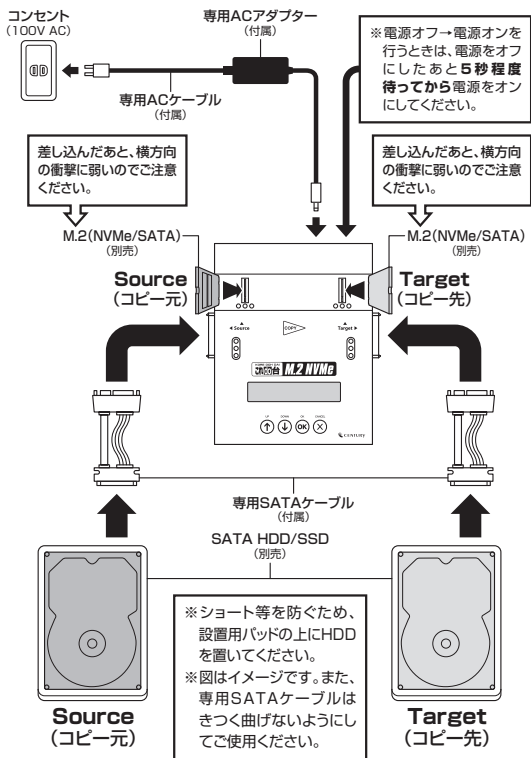 コンセント
(100V AC)
専用ACアダプター
(付属)
専用ACケーブル
(付属)
※電源オフ→電源オンを
行うときは、電源をオフ
にしたあと5秒程度
待ってから電源をオン
にしてください。
差し込んだあと、横方向
の衝撃に弱いのでご注意
ください。
差し込んだあと、横方向
の衝撃に弱いのでご注意
ください。
M.2(NVMe/SATA)
(別売)
M.2(NVMe/SATA)
(別売)
Source
(コピー元)
Target
(コピー先)
Source
COPY
Target
M.2 NVMe
UP
DOWN
OK
CANCEL
OK
CENTURY
専用SATAケーブル
(付属)
SATA HDD/SSD
(別売)
※ショート等を防ぐため、
設置用パッドの上にHDD
を置いてください。
※図はイメージです。また、
専用SATAケーブルは
きつく曲げないようにし
てご使用ください。
Source
(コピー元)
Target
(コピー先)